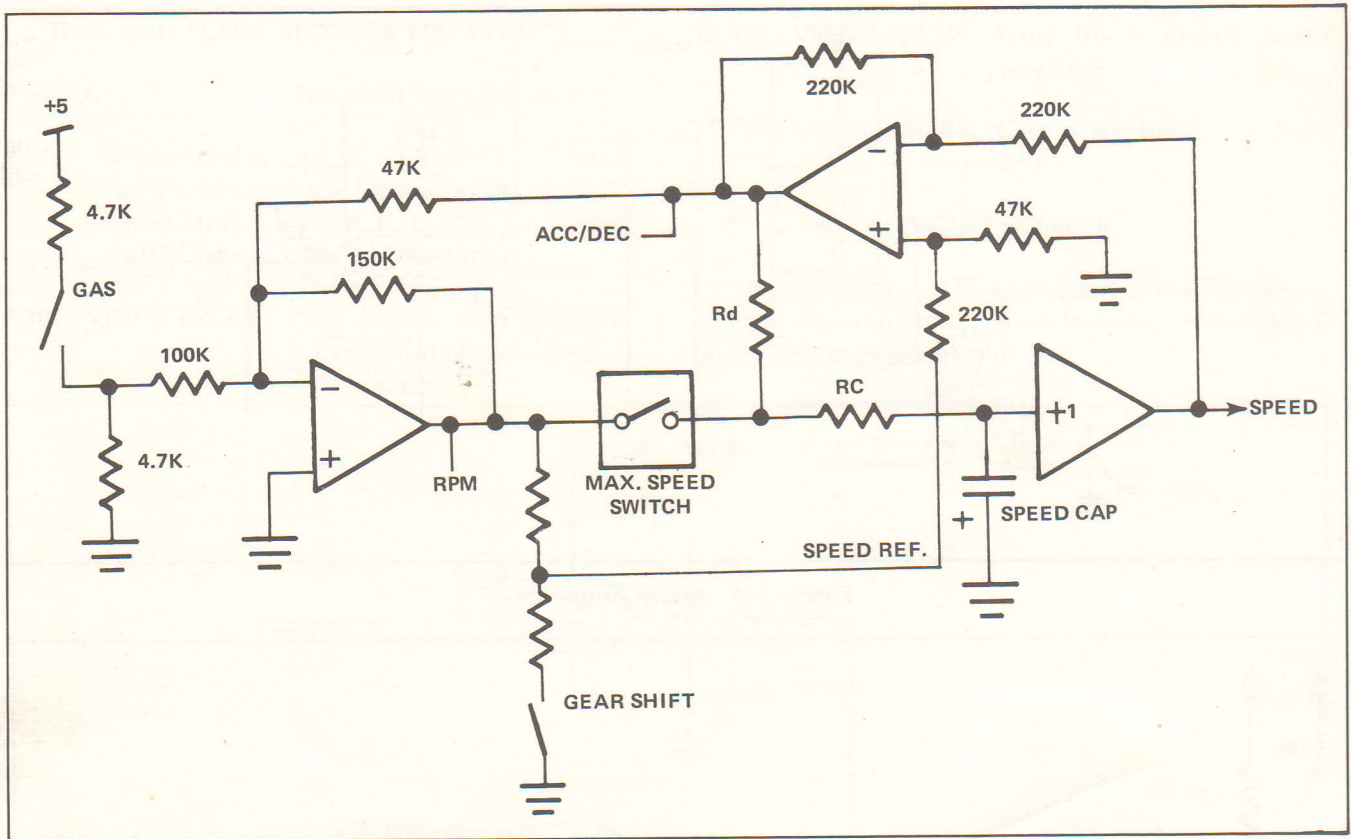 220K
+5
220K
47K
4.7K
−
47K
ACC/DEC
+
150K
GAS
Rd
220K
100K
RC
−
+1
SPEED
4.7K
+
RPM
MAX. SPEED
SWITCH
+
SPEED CAP
SPEED REF.
GEAR SHIFT